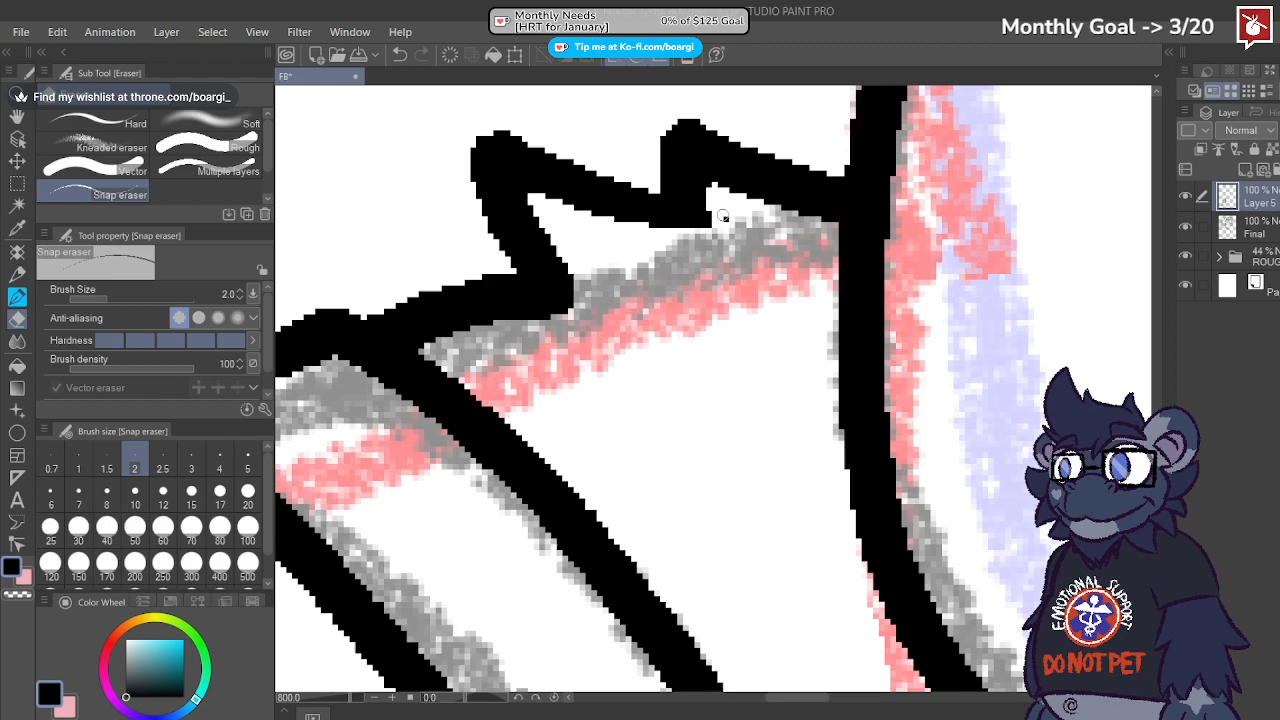 Monthly Needs
[HRT for January]
0% of $125 Goal
STUDIO PAINT PRO
Tip me at Ko-fi.com/boargi
Monthly Goal -> 3/20
File Edit Animation Layer Select View Filter Window Help
Sub Tool [Eraser]
FB*
Find my wishlist at throne.com/boargi_
Hard
Soft
Kneaded eraser
Rough
Vector
Multiple layers
Snap eraser
Tool property [Snap eraser]
Snap eraser
Brush Size 2.0
Anti-aliasing
Hardness
Brush density 100
Vector eraser
Brush size [Snap eraser]
0.7 1 1.5 2 2.5 3 4 5
6 7 8 10 12 15 17 20
25 30 40 50 60 70 80 100
120 150 170 200 250 300 400 500
Color Wheel
Layer
Normal
100 %
Layer 5
100 %
Final
44 %
ROUG
Pa
800.0
0.0
EMOTIONAL SUPPORT
DO NOT PET